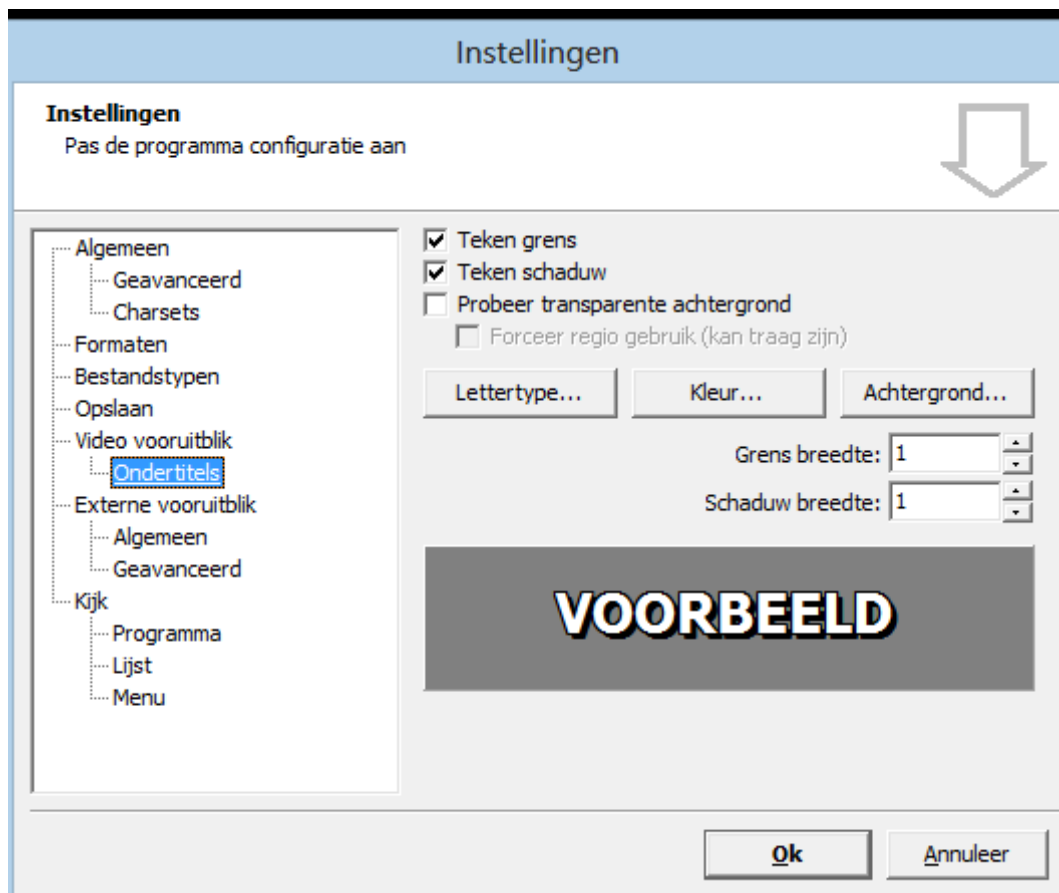 Instellingen
Instellingen
Pas de programma configuratie aan
Algemeen
Geavanceerd
Charsets
Formaten
Bestandstypen
Opslaan
Video vooruitblik
Ondertitels
Externe vooruitblik
Algemeen
Geavanceerd
Kijk
Programma
Lijst
Menu
Teken grens
Teken schaduw
Probeer transparente achtergrond
Forceer regio gebruik (kan traag zijn)
Lettertype... Kleur... Achtergrond...
Grens breedte: 1
Schaduw breedte: 1
VOORBEELD
Ok Annuleer